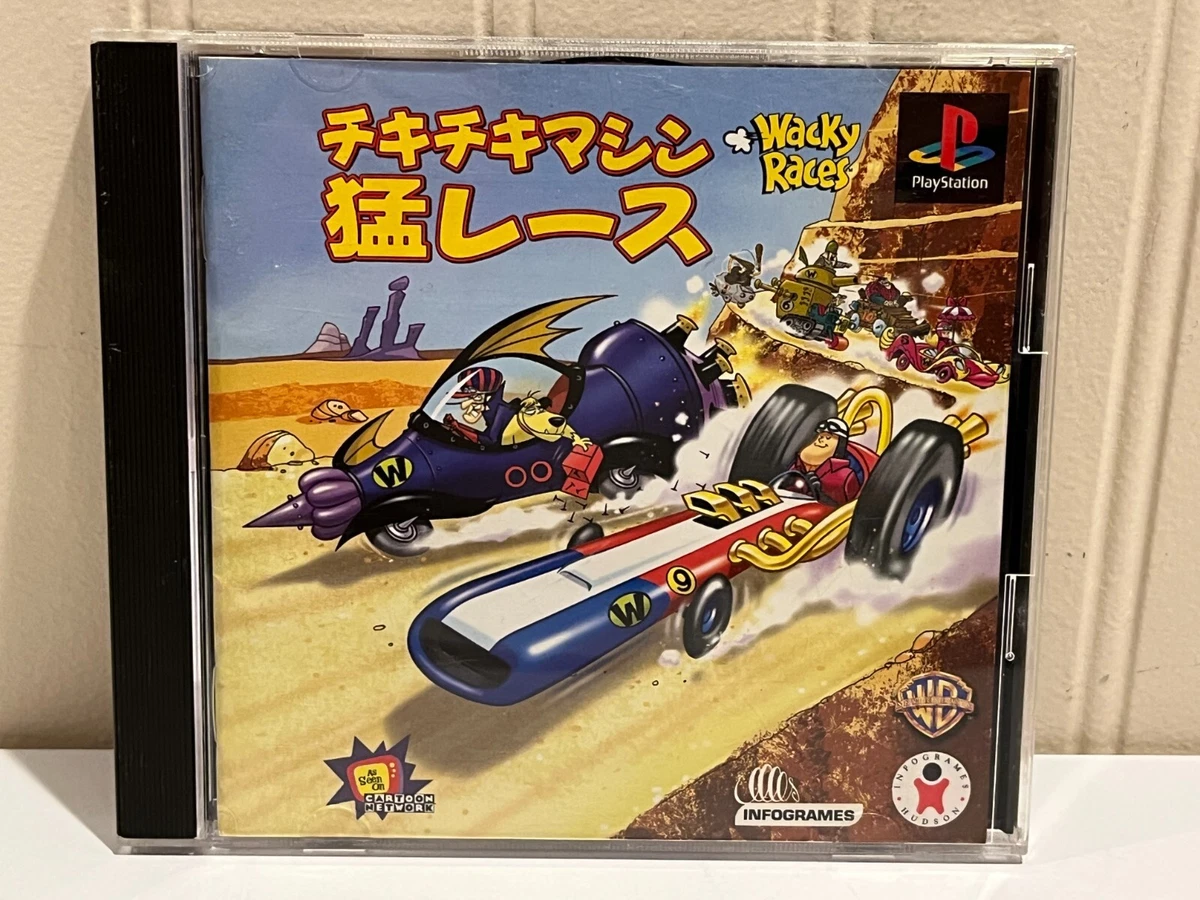 チキチキマシン
猛レース
Wacky
Races
PlayStation
W
W
9
As
Seen
On
CARTOON
NETWORK
INFOGRAMES
INFOGRAMES
HUDSON